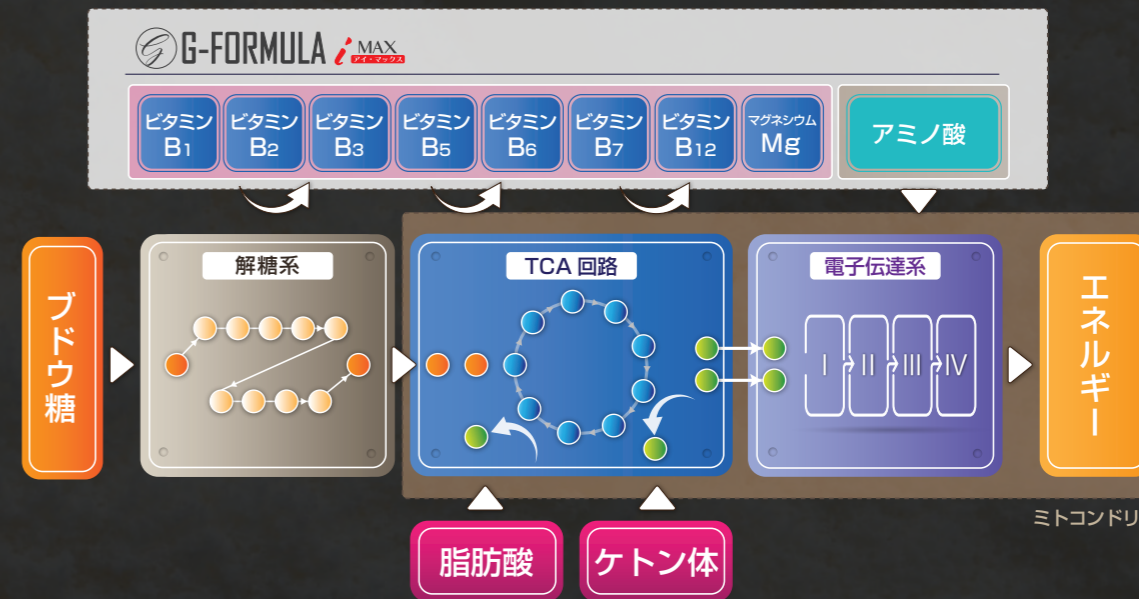 G-FORMULA i MAX
アイ・マックス
ビタミン
B1
ビタミン
B2
ビタミン
B3
ビタミン
B5
ビタミン
B6
ビタミン
B7
ビタミン
B12
マグネシウム
Mg
アミノ酸
ブドウ糖
解糖系
TCA 回路
電子伝達系
I II III IV
エネルギー
ミトコンドリ
脂肪酸
ケトン体